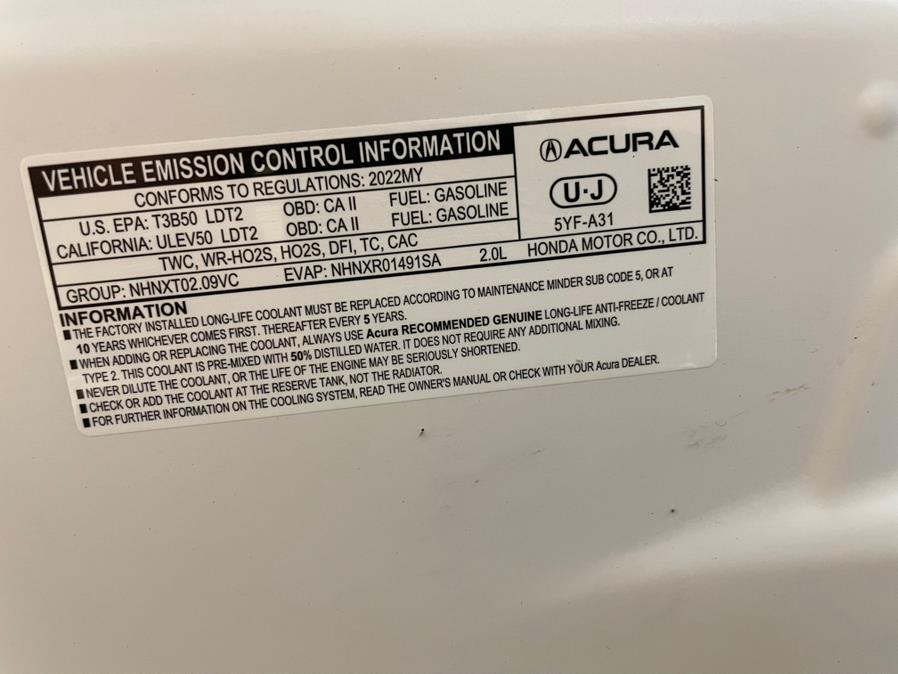 VEHICLE EMISSION CONTROL INFORMATION
CONFORMS TO REGULATIONS: 2022MY
U.S. EPA: T3B50 LDT2 OBD: CA II FUEL: GASOLINE
CALIFORNIA: ULEV50 LDT2 OBD: CA II FUEL: GASOLINE
TWC, WR-HO2S, HO2S, DFI, TC, CAC
GROUP: NHNXT02.09VC EVAP: NHNXR01491SA 2.0L
ACURA
U·J
5YF-A31
HONDA MOTOR CO., LTD.
INFORMATION
■THE FACTORY INSTALLED LONG-LIFE COOLANT MUST BE REPLACED ACCORDING TO MAINTENANCE MINDER SUB CODE 5, OR AT
10 YEARS WHICHEVER COMES FIRST. THEREAFTER EVERY 5 YEARS.
■WHEN ADDING OR REPLACING THE COOLANT, ALWAYS USE Acura RECOMMENDED GENUINE LONG-LIFE ANTI-FREEZE / COOLANT
TYPE 2. THIS COOLANT IS PRE-MIXED WITH 50% DISTILLED WATER. IT DOES NOT REQUIRE ANY ADDITIONAL MIXING.
■NEVER DILUTE THE COOLANT, OR THE LIFE OF THE ENGINE MAY BE SERIOUSLY SHORTENED.
■CHECK OR ADD THE COOLANT AT THE RESERVE TANK, NOT THE RADIATOR.
■FOR FURTHER INFORMATION ON THE COOLING SYSTEM, READ THE OWNER'S MANUAL OR CHECK WITH YOUR Acura DEALER.